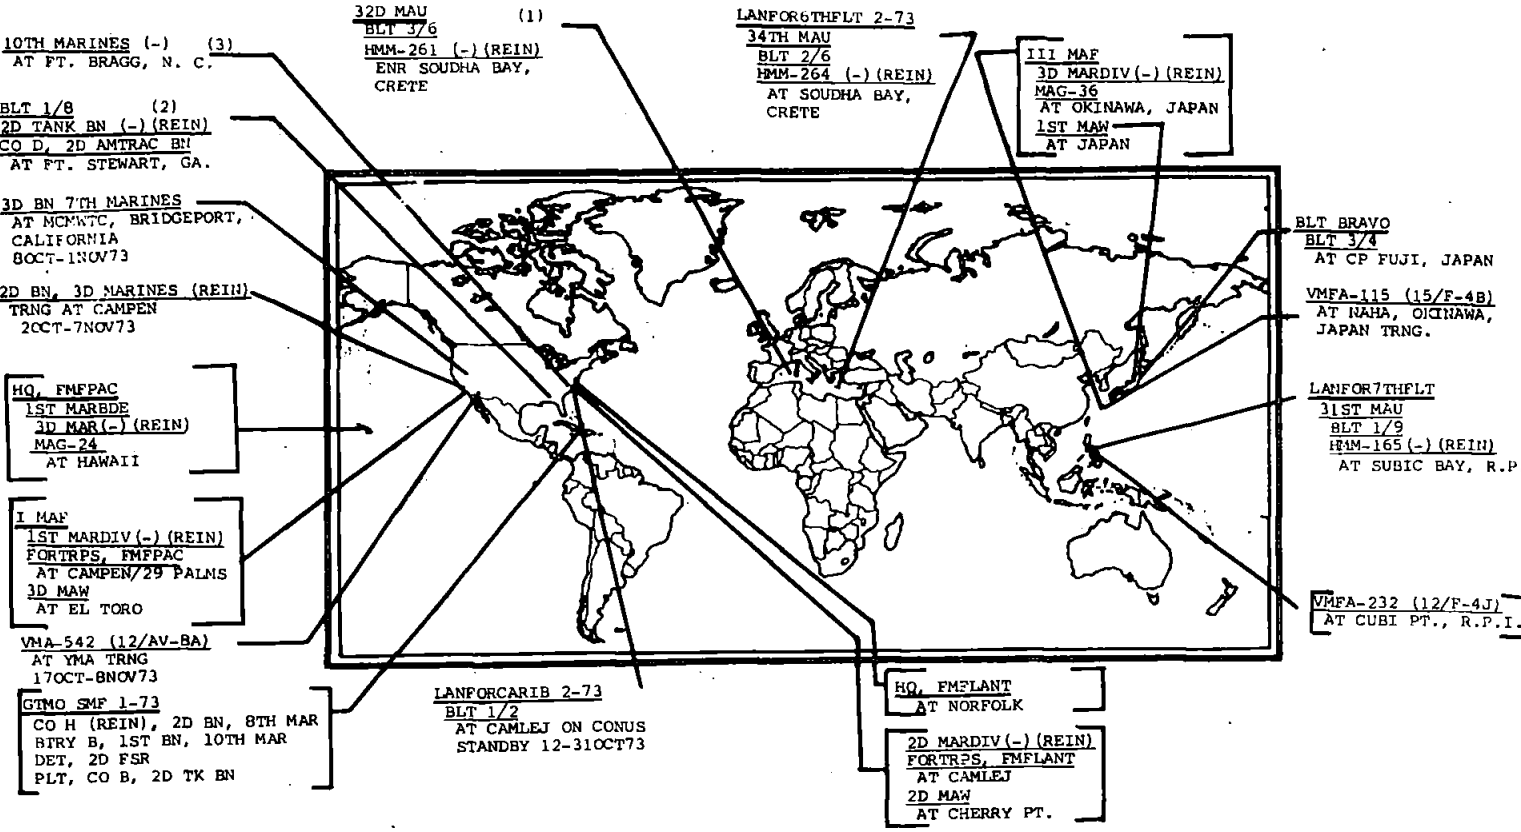 10TH MARINES (-) (3)
AT FT. BRAGG, N. C.
BLT 1/8 (2)
2D TANK BN (-) (REIN)
CO D, 2D AMTRAC BN
AT FT. STEWART, GA.
3D BN 7TH MARINES
AT MCMWTC, BRIDGEPORT,
CALIFORNIA
8OCT-1NOV73
2D BN, 3D MARINES (REIN)
TRNG AT CAMPEN
2OCT-7NOV73
HQ, FMFPAC
1ST MARBDE
3D MAR(-) (REIN)
MAG-24
AT HAWAII
I MAF
1ST MARDIV (-) (REIN)
FORTRPS, FMFPAC
AT CAMPEN/29 PALMS
3D MAW
AT EL TORO
VMA-542 (12/AV-8A)
AT YMA TRNG
17OCT-8NOV73
GTMO SMF 1-73
CO H (REIN), 2D BN, 8TH MAR
BTRY B, 1ST BN, 10TH MAR
DET, 2D FSR
PLT, CO B, 2D TK BN
32D MAU (1)
BLT 3/6
HMM-261 (-) (REIN)
ENR SOUDHA BAY,
CRETE
LANFOR6THFLT 2-73
34TH MAU
BLT 2/6
HMM-264 (-) (REIN)
AT SOUDHA BAY,
CRETE
III MAF
3D MARDIV (-) (REIN)
MAG-36
AT OKINAWA, JAPAN
1ST MAW
AT JAPAN
BLT BRAVO
BLT 3/4
AT CP FUJI, JAPAN
VMFA-115 (15/F-4B)
AT NAHA, OKINAWA,
JAPAN TRNG.
LANFOR7THFLT
31ST MAU
BLT 1/9
HMM-165 (-) (REIN)
AT SUBIC BAY, R.P
VMFA-232 (12/F-4J)
AT CUBI PT., R.P.I.
LANFORCARIB 2-73
BLT 1/2
AT CAMLEJ ON CONUS
STANDBY 12-31OCT73
HQ, FMFLANT
AT NORFOLK
2D MARDIV (-) (REIN)
FORTRPS, FMFLANT
AT CAMLEJ
2D MAW
AT CHERRY PT.